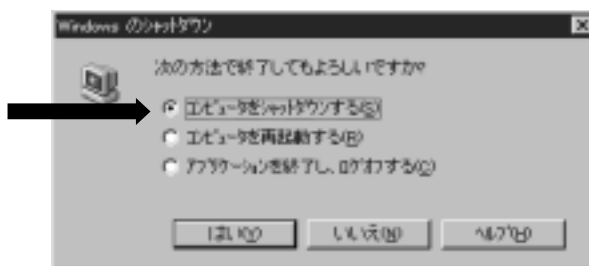 Windows のシャットダウン
次の方法で終了してもよろしいですか?
コンピュータをシャットダウンする(S)
コンピュータを再起動する(R)
アプリケーションを終了し、ログオフする(C)
はい(Y) いいえ(N) ヘルプ(H)